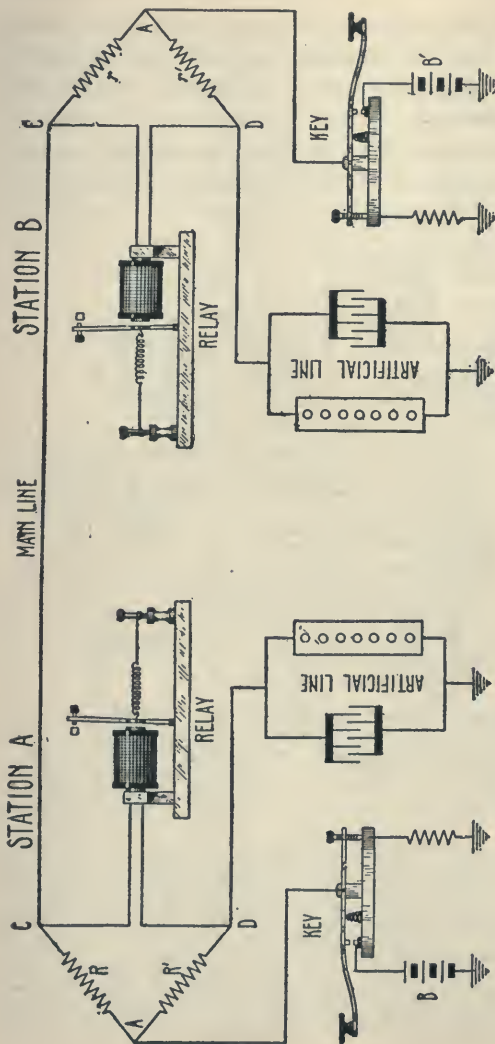 MAIN LINE
STATION A
STATION B
C
R
A
R'
D
RELAY
ARTIFICIAL LINE
KEY
B
C
r
A
r'
D
RELAY
ARTIFICIAL LINE
KEY
B'